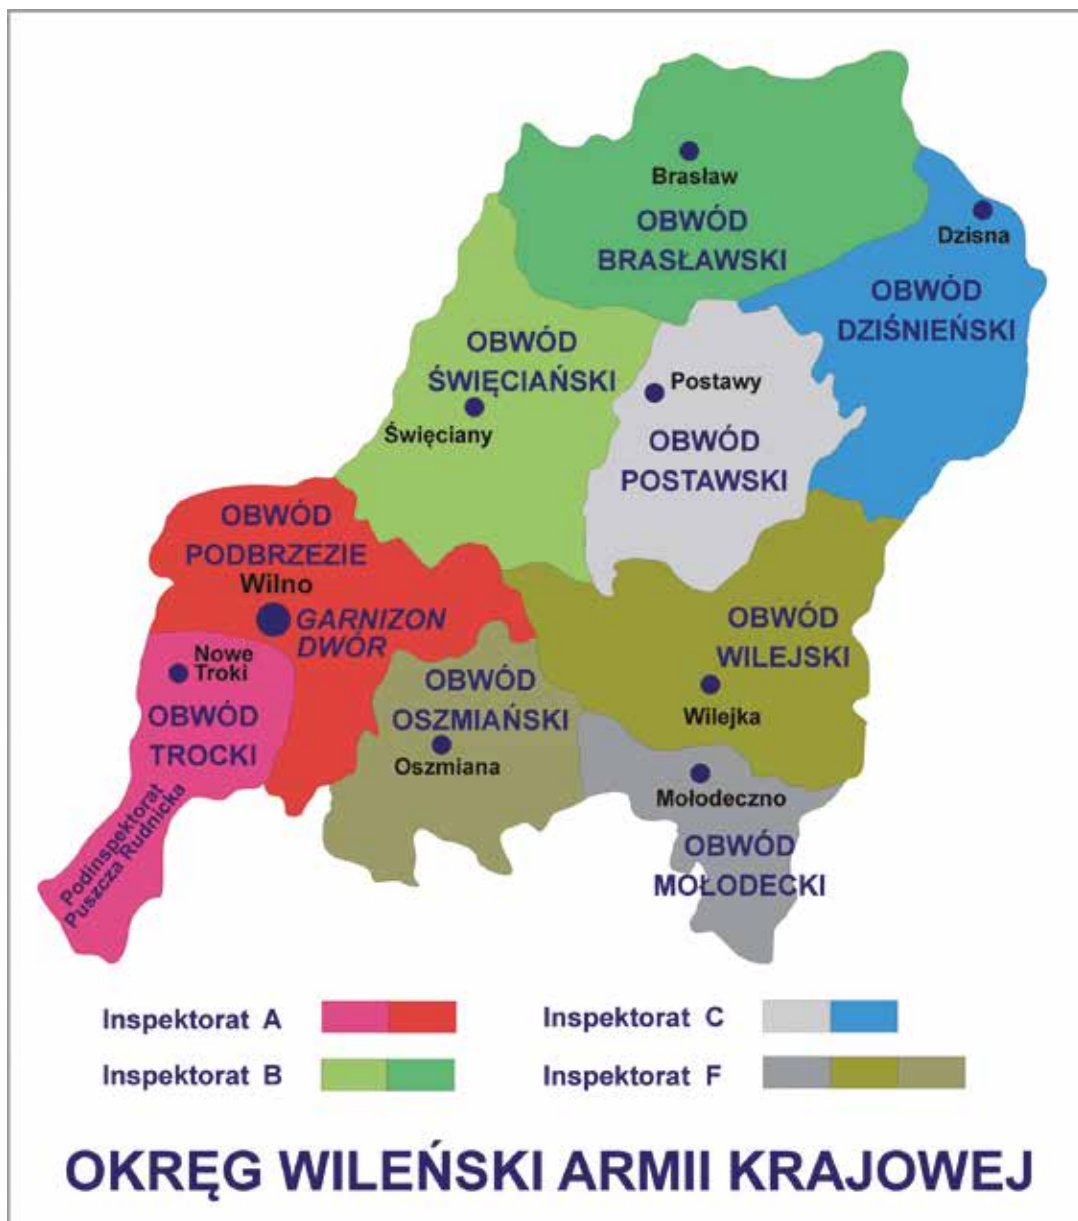 Brasław
OBWÓD
BRASŁAWSKI
Dzisna
OBWÓD
DZIŚNIEŃSKI
OBWÓD
ŚWIĘCIAŃSKI
Święciany
Postawy
OBWÓD
POSTAWSKI
OBWÓD
PODBRZEZIE
Wilno
GARNIZON
DWÓR
Nowe
Troki
OBWÓD
TROCKI
Podinspektorat
Puszcza Rudnicka
OBWÓD
OSZMIAŃSKI
Oszmiana
OBWÓD
WILEJSKI
Wilejka
Mołodeczno
OBWÓD
MOŁODECKI
Inspektorat A
Inspektorat B
Inspektorat C
Inspektorat F
OKRĘG WILEŃSKI ARMII KRAJOWEJ